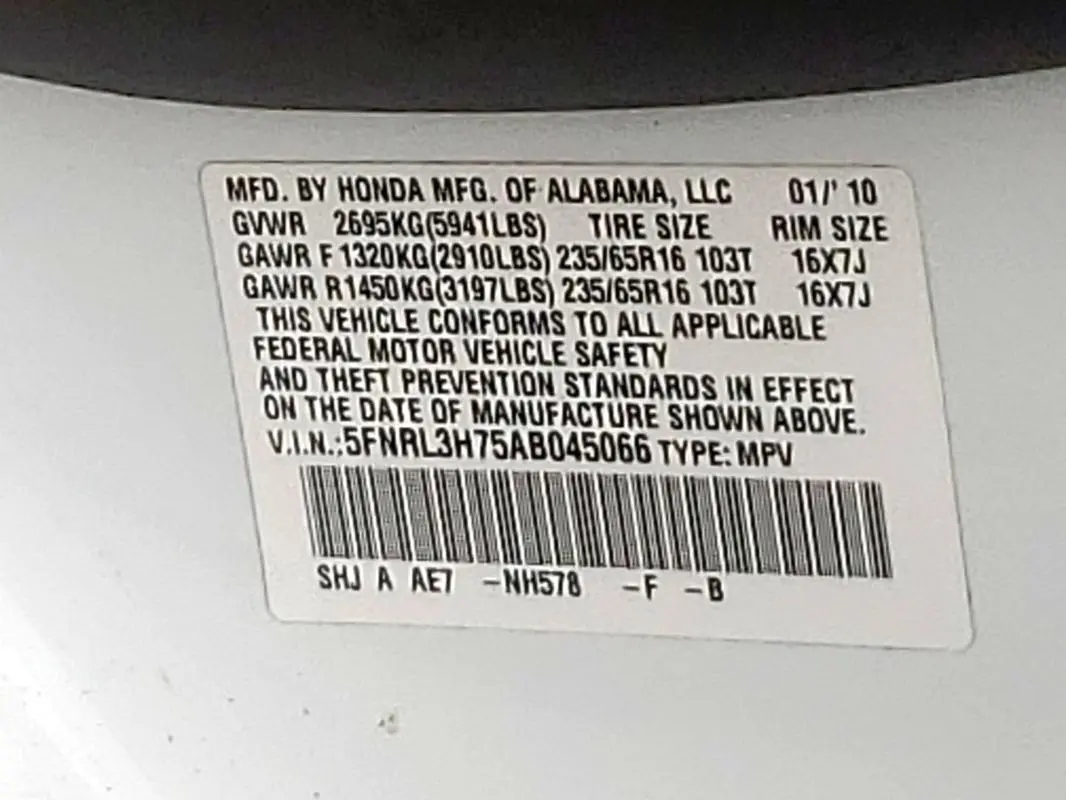 MFD. BY HONDA MFG. OF ALABAMA, LLC 01/'10
GVWR 2695KG(5941LBS) TIRE SIZE RIM SIZE
GAWR F 1320KG(2910LBS) 235/65R16 103T 16X7J
GAWR R1450KG(3197LBS) 235/65R16 103T 16X7J
THIS VEHICLE CONFORMS TO ALL APPLICABLE
FEDERAL MOTOR VEHICLE SAFETY
AND THEFT PREVENTION STANDARDS IN EFFECT
ON THE DATE OF MANUFACTURE SHOWN ABOVE.
V.I.N.:5FNRL3H75AB045066 TYPE: MPV
SHJ A AE7 -NH578 -F -B